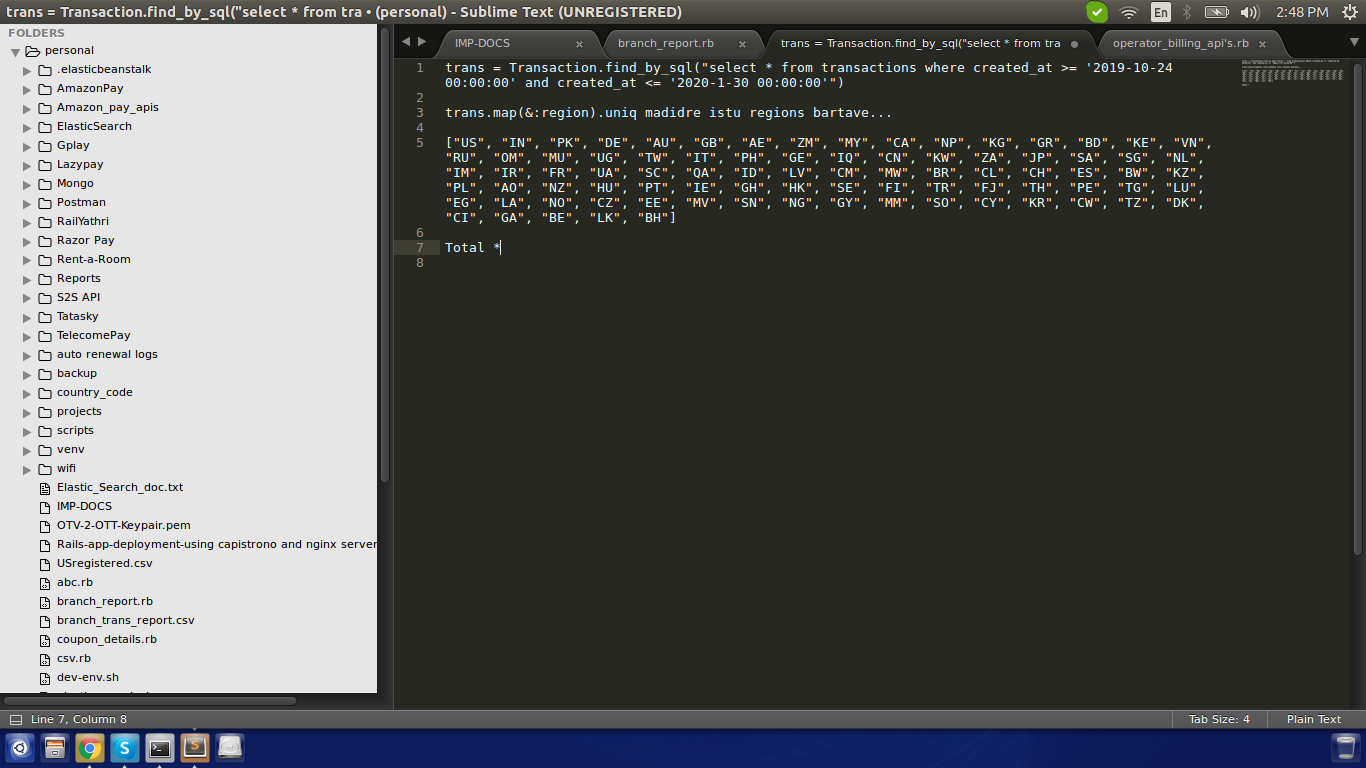 trans = Transaction.find_by_sql("select * from tra • (personal) - Sublime Text (UNREGISTERED)
En
2:48 PM
FOLDERS
personal
.elasticbeanstalk
AmazonPay
Amazon_pay_apis
ElasticSearch
Gplay
Lazypay
Mongo
Postman
RailYathri
Razor Pay
Rent-a-Room
Reports
S2S API
Tatasky
TelecomePay
auto renewal logs
backup
country_code
projects
scripts
venv
wifi
Elastic_Search_doc.txt
IMP-DOCS
OTV-2-OTT-Keypair.pem
Rails-app-deployment-using capistrono and nginx server
USregistered.csv
abc.rb
branch_report.rb
branch_trans_report.csv
coupon_details.rb
csv.rb
dev-env.sh
IMP-DOCS
branch_report.rb
trans = Transaction.find_by_sql("select * from tra
operator_billing_api's.rb
1 trans = Transaction.find_by_sql("select * from transactions where created_at >= '2019-10-24
00:00:00' and created_at <= '2020-1-30 00:00:00'")
2
3 trans.map(&:region).uniq madidre istu regions bartave...
4
5 ["US", "IN", "PK", "DE", "AU", "GB", "AE", "ZM", "MY", "CA", "NP", "KG", "GR", "BD", "KE", "VN",
"RU", "OM", "MU", "UG", "TW", "IT", "PH", "GE", "IQ", "CN", "KW", "ZA", "JP", "SA", "SG", "NL",
"IM", "IR", "FR", "UA", "SC", "QA", "ID", "LV", "CM", "MW", "BR", "CL", "CH", "ES", "BW", "KZ",
"PL", "AO", "NZ", "HU", "PT", "IE", "GH", "HK", "SE", "FI", "TR", "FJ", "TH", "PE", "TG", "LU",
"EG", "LA", "NO", "CZ", "EE", "MV", "SN", "NG", "GY", "MM", "SO", "CY", "KR", "CW", "TZ", "DK",
"CI", "GA", "BE", "LK", "BH"]
6
7 Total *
8
Line 7, Column 8
Tab Size: 4
Plain Text